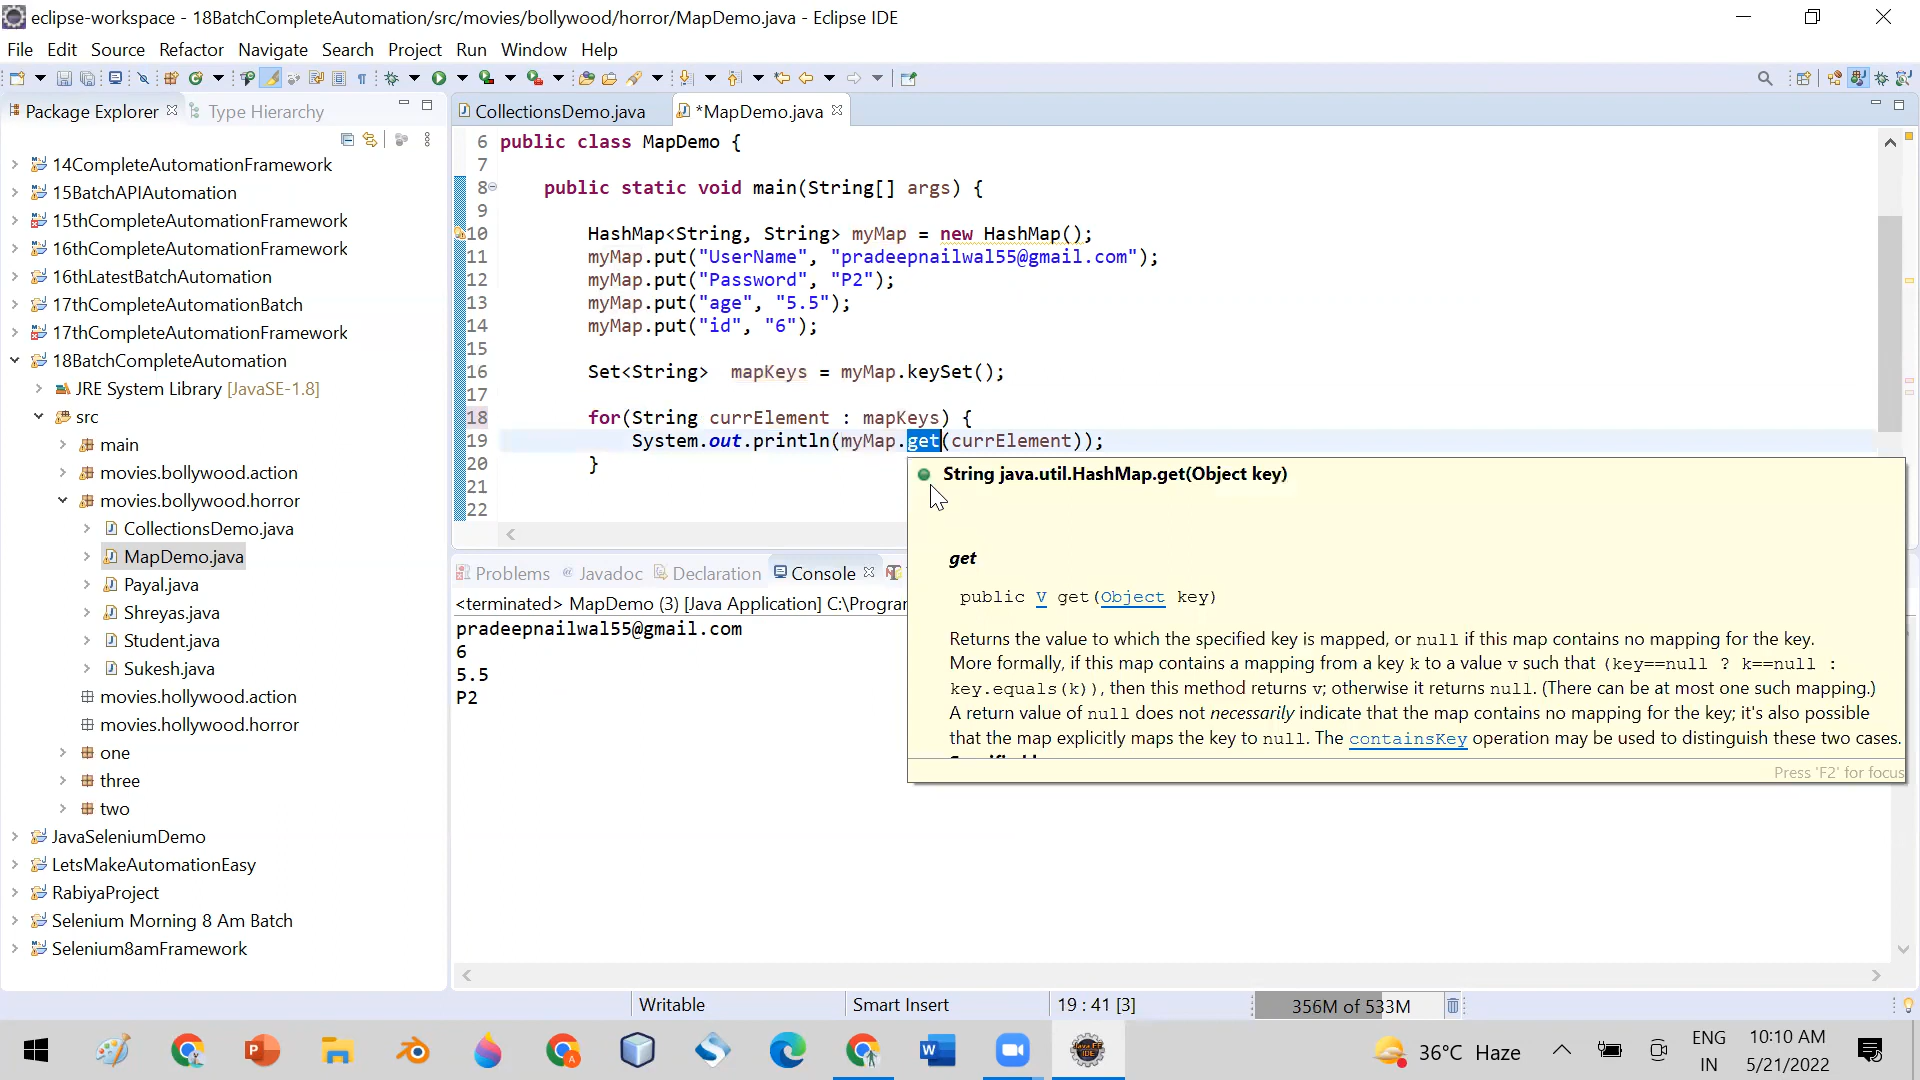 eclipse-workspace - 18BatchCompleteAutomation/src/movies/bollywood/horror/MapDemo.java - Eclipse IDE
File Edit Source Refactor Navigate Search Project Run Window Help
Package Explorer Type Hierarchy
14CompleteAutomationFramework
15BatchAPIAutomation
15thCompleteAutomationFramework
16thCompleteAutomationFramework
16thLatestBatchAutomation
17thCompleteAutomationBatch
17thCompleteAutomationFramework
18BatchCompleteAutomation
JRE System Library [JavaSE-1.8]
src
main
movies.bollywood.action
movies.bollywood.horror
CollectionsDemo.java
MapDemo.java
Payal.java
Shreyas.java
Student.java
Sukesh.java
movies.hollywood.action
movies.hollywood.horror
one
three
two
JavaSeleniumDemo
LetsMakeAutomationEasy
RabiyaProject
Selenium Morning 8 Am Batch
Selenium8amFramework
CollectionsDemo.java *MapDemo.java
6 public class MapDemo {
7
8 public static void main(String[] args) {
9
10 HashMap<String, String> myMap = new HashMap();
11 myMap.put("UserName", "pradeepnailwal55@gmail.com");
12 myMap.put("Password", "P2");
13 myMap.put("age", "5.5");
14 myMap.put("id", "6");
15
16 Set<String> mapKeys = myMap.keySet();
17
18 for(String currElement : mapKeys) {
19 System.out.println(myMap.get(currElement));
20 }
21
22
String java.util.HashMap.get(Object key)
get
public V get(Object key)
Returns the value to which the specified key is mapped, or null if this map contains no mapping for the key.
More formally, if this map contains a mapping from a key k to a value v such that (key==null ? k==null :
key.equals(k)), then this method returns v; otherwise it returns null. (There can be at most one such mapping.)
A return value of null does not necessarily indicate that the map contains no mapping for the key; it's also possible
that the map explicitly maps the key to null. The containsKey operation may be used to distinguish these two cases.
Press 'F2' for focus
Problems Javadoc Declaration Console
<terminated> MapDemo (3) [Java Application] C:\Progra
pradeepnailwal55@gmail.com
6
5.5
P2
Writable Smart Insert 19 : 41 [3] 356M of 533M
36°C Haze ENG IN 10:10 AM 5/21/2022